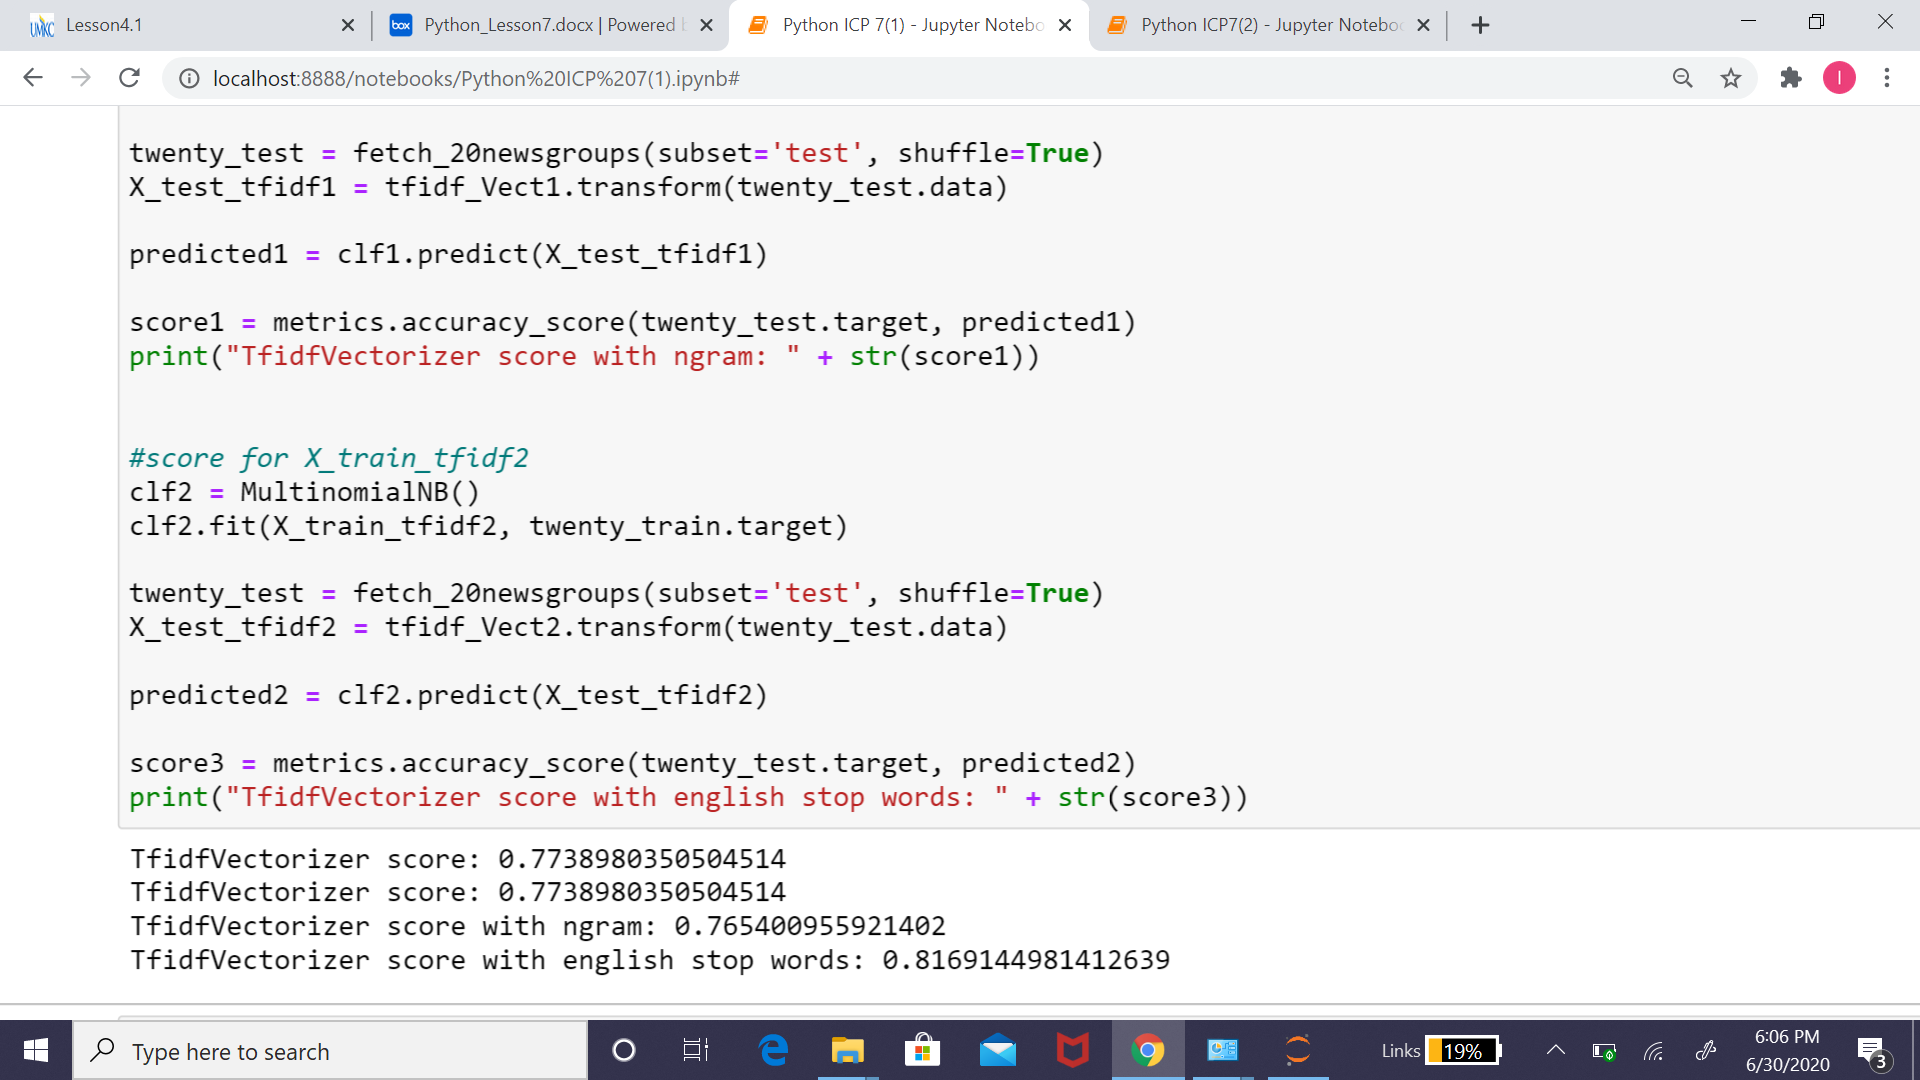 Lesson4.1
Python_Lesson7.docx | Powered
Python ICP 7(1) - Jupyter Notebo
Python ICP7(2) - Jupyter Noteboo
localhost:8888/notebooks/Python%20ICP%207(1).ipynb#
I
twenty_test = fetch_20newsgroups(subset='test', shuffle=True)
X_test_tfidf1 = tfidf_Vect1.transform(twenty_test.data)
predicted1 = clf1.predict(X_test_tfidf1)
score1 = metrics.accuracy_score(twenty_test.target, predicted1)
print("TfidfVectorizer score with ngram: " + str(score1))
#score for X_train_tfidf2
clf2 = MultinomialNB()
clf2.fit(X_train_tfidf2, twenty_train.target)
twenty_test = fetch_20newsgroups(subset='test', shuffle=True)
X_test_tfidf2 = tfidf_Vect2.transform(twenty_test.data)
predicted2 = clf2.predict(X_test_tfidf2)
score3 = metrics.accuracy_score(twenty_test.target, predicted2)
print("TfidfVectorizer score with english stop words: " + str(score3))
TfidfVectorizer score: 0.7738980350504514
TfidfVectorizer score: 0.7738980350504514
TfidfVectorizer score with ngram: 0.765400955921402
TfidfVectorizer score with english stop words: 0.8169144981412639
Type here to search
Links
19%
6:06 PM
6/30/2020
3
UMKC
box